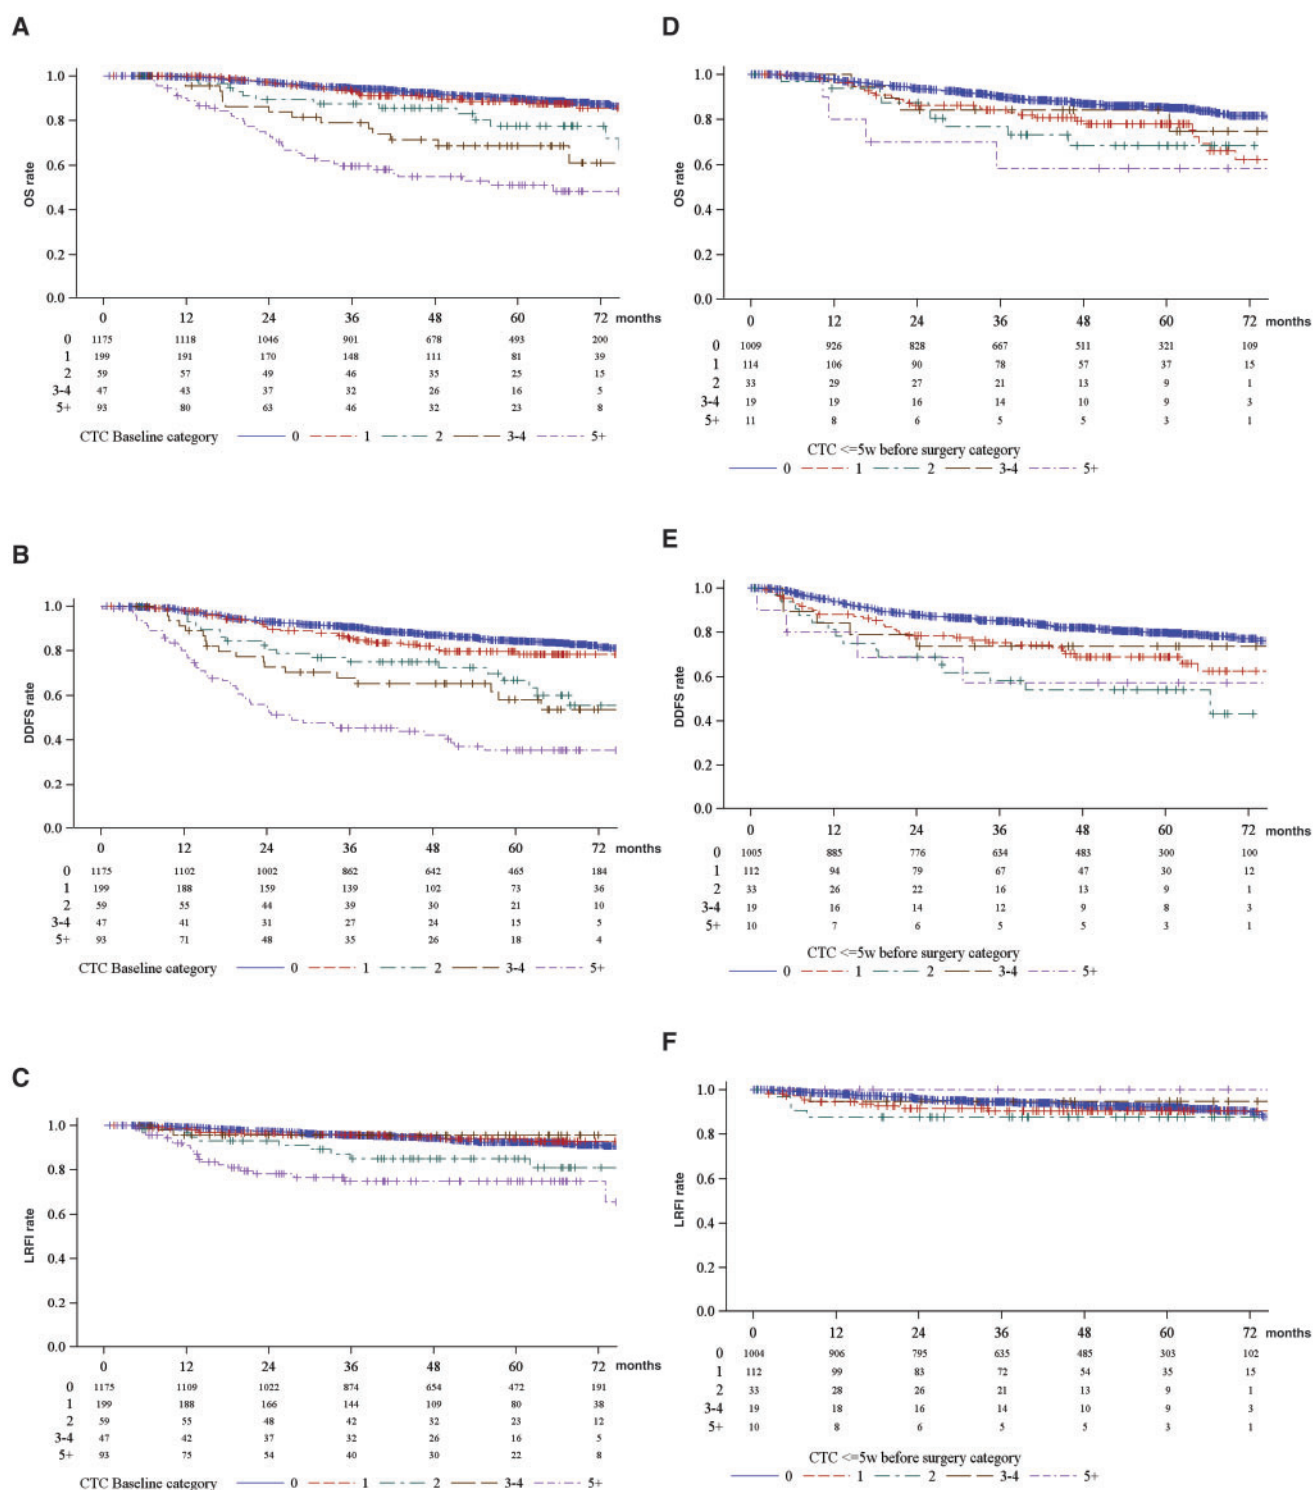 A
1.0
0.8
0.6
0.4
0.2
0.0
OS rate
0 12 24 36 48 60 72 months
0 1175 1118 1046 901 678 493 200
1 199 191 170 148 111 81 39
2 59 57 49 46 35 25 15
3-4 47 43 37 32 26 16 5
5+ 93 80 63 46 32 23 8
CTC Baseline category 0 1 2 3-4 5+
B
1.0
0.8
0.6
0.4
0.2
0.0
DDFS rate
0 12 24 36 48 60 72 months
0 1175 1102 1002 862 642 465 184
1 199 188 159 139 102 73 36
2 59 55 44 39 30 21 10
3-4 47 41 31 27 24 15 5
5+ 93 71 48 35 26 18 4
CTC Baseline category 0 1 2 3-4 5+
C
1.0
0.8
0.6
0.4
0.2
0.0
LRFI rate
0 12 24 36 48 60 72 months
0 1175 1109 1022 874 654 472 191
1 199 188 166 144 109 80 38
2 59 55 48 42 32 23 12
3-4 47 42 37 32 26 16 5
5+ 93 75 54 40 30 22 8
CTC Baseline category 0 1 2 3-4 5+
D
1.0
0.8
0.6
0.4
0.2
0.0
OS rate
0 12 24 36 48 60 72 months
0 1009 926 828 667 511 321 109
1 114 106 90 78 57 37 15
2 33 29 27 21 13 9 1
3-4 19 19 16 14 10 9 3
5+ 11 8 6 5 5 3 1
CTC <=5w before surgery category
0 1 2 3-4 5+
E
1.0
0.8
0.6
0.4
0.2
0.0
DDFS rate
0 12 24 36 48 60 72 months
0 1005 885 776 634 483 300 100
1 112 94 79 67 47 30 12
2 33 26 22 16 13 9 1
3-4 19 16 14 12 9 8 3
5+ 10 7 6 5 5 3 1
CTC <=5w before surgery category
0 1 2 3-4 5+
F
1.0
0.8
0.6
0.4
0.2
0.0
LRFI rate
0 12 24 36 48 60 72 months
0 1004 906 795 635 485 303 102
1 112 99 83 72 54 35 15
2 33 28 26 21 13 9 1
3-4 19 18 16 14 10 9 3
5+ 10 8 6 5 5 3 1
CTC <=5w before surgery category
0 1 2 3-4 5+